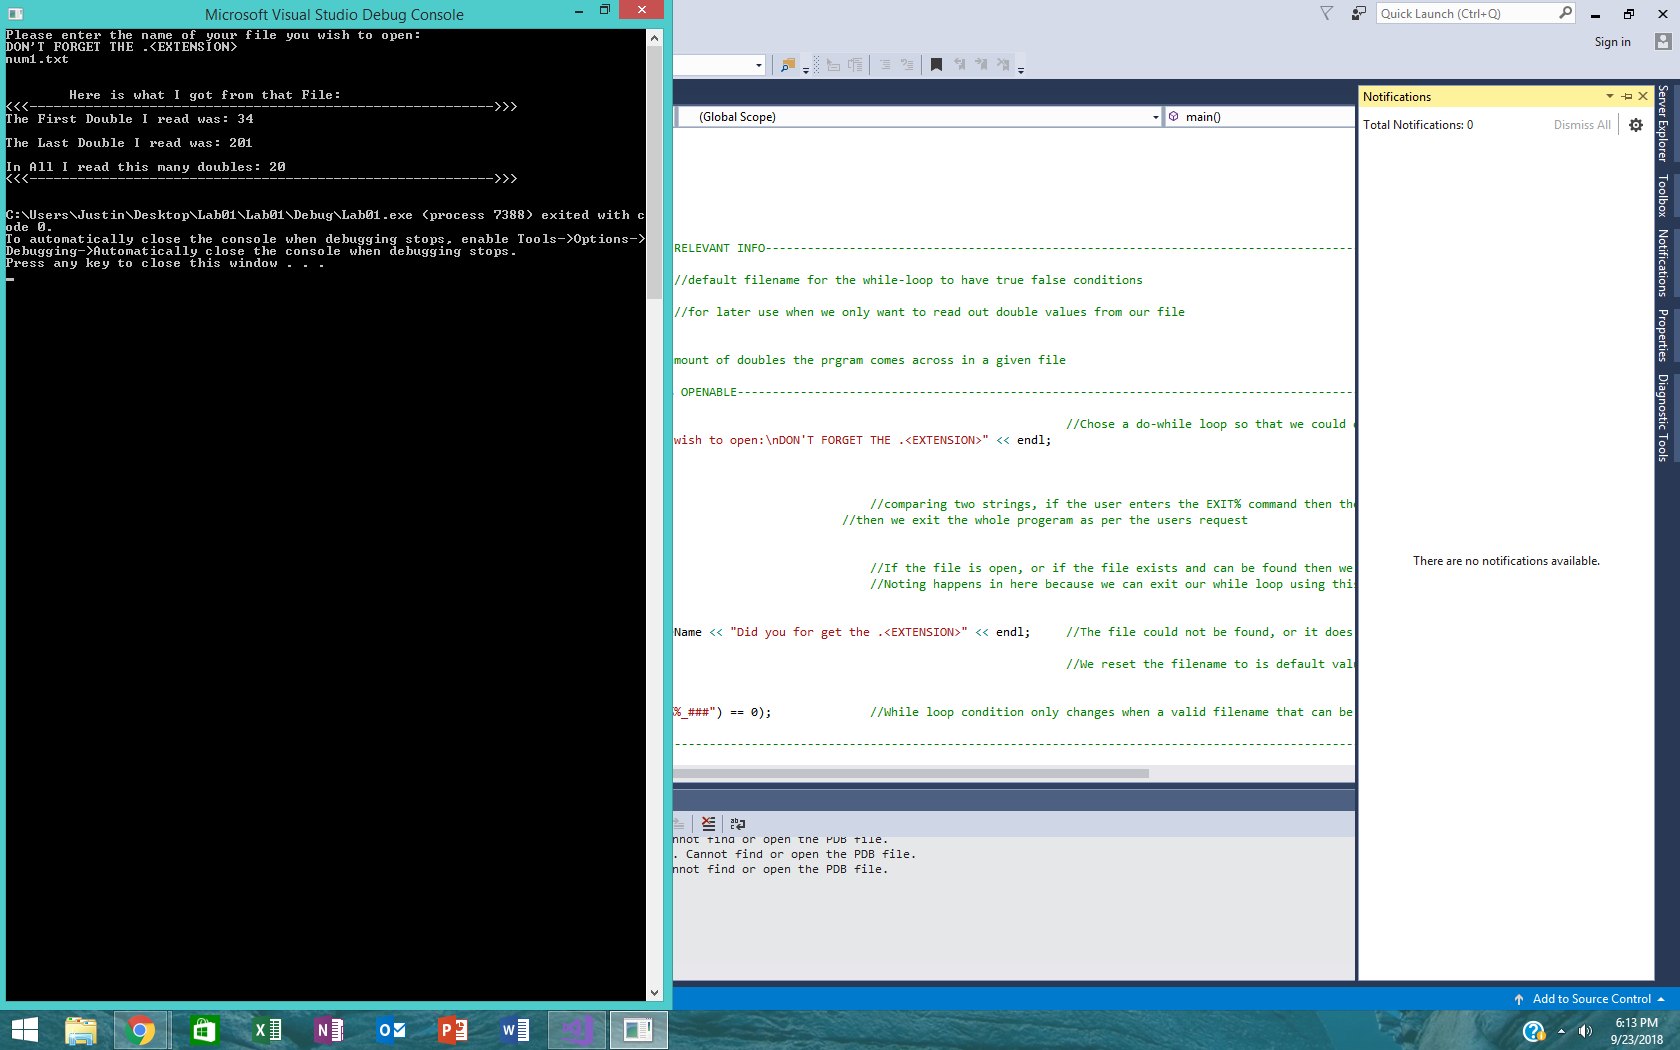 Microsoft Visual Studio Debug Console
Please enter the name of your file you wish to open:
DON'T FORGET THE .<EXTENSION>
num1.txt
Here is what I got from that File:
<<<----------------------------------------------------------->>>
The First Double I read was: 34
The Last Double I read was: 201
In All I read this many doubles: 20
<<<----------------------------------------------------------->>>
C:\Users\Justin\Desktop\Lab01\Lab01\Debug\Lab01.exe (process 7388) exited with c
ode 0.
To automatically close the console when debugging stops, enable Tools->Options->
Debugging->Automatically close the console when debugging stops.
Press any key to close this window . . .
Quick Launch (Ctrl+Q)
Sign in
(Global Scope)
main()
RELEVANT INFO------------------------------------------------------------------------------------
//default filename for the while-loop to have true false conditions
//for later use when we only want to read out double values from our file
mount of doubles the prgram comes across in a given file
OPENABLE----------------------------------------------------------------------------------------
//Chose a do-while loop so that we could
wish to open:\nDON'T FORGET THE .<EXTENSION>" << endl;
//comparing two strings, if the user enters the EXIT% command then the
//then we exit the whole progeram as per the users request
//If the file is open, or if the file exists and can be found then we
//Noting happens in here because we can exit our while loop using this
Name << "Did you for get the .<EXTENSION>" << endl; //The file could not be found, or it does
//We reset the filename to is default valu
%_###") == 0); //While loop condition only changes when a valid filename that can be
-------------------------------------------------------------------------------------------------
nnot find or open the PDB file.
. Cannot find or open the PDB file.
nnot find or open the PDB file.
Notifications
Total Notifications: 0
Dismiss All
There are no notifications available.
Server Explorer
Toolbox
Notifications
Properties
Diagnostic Tools
Add to Source Control
6:13 PM
9/23/2018